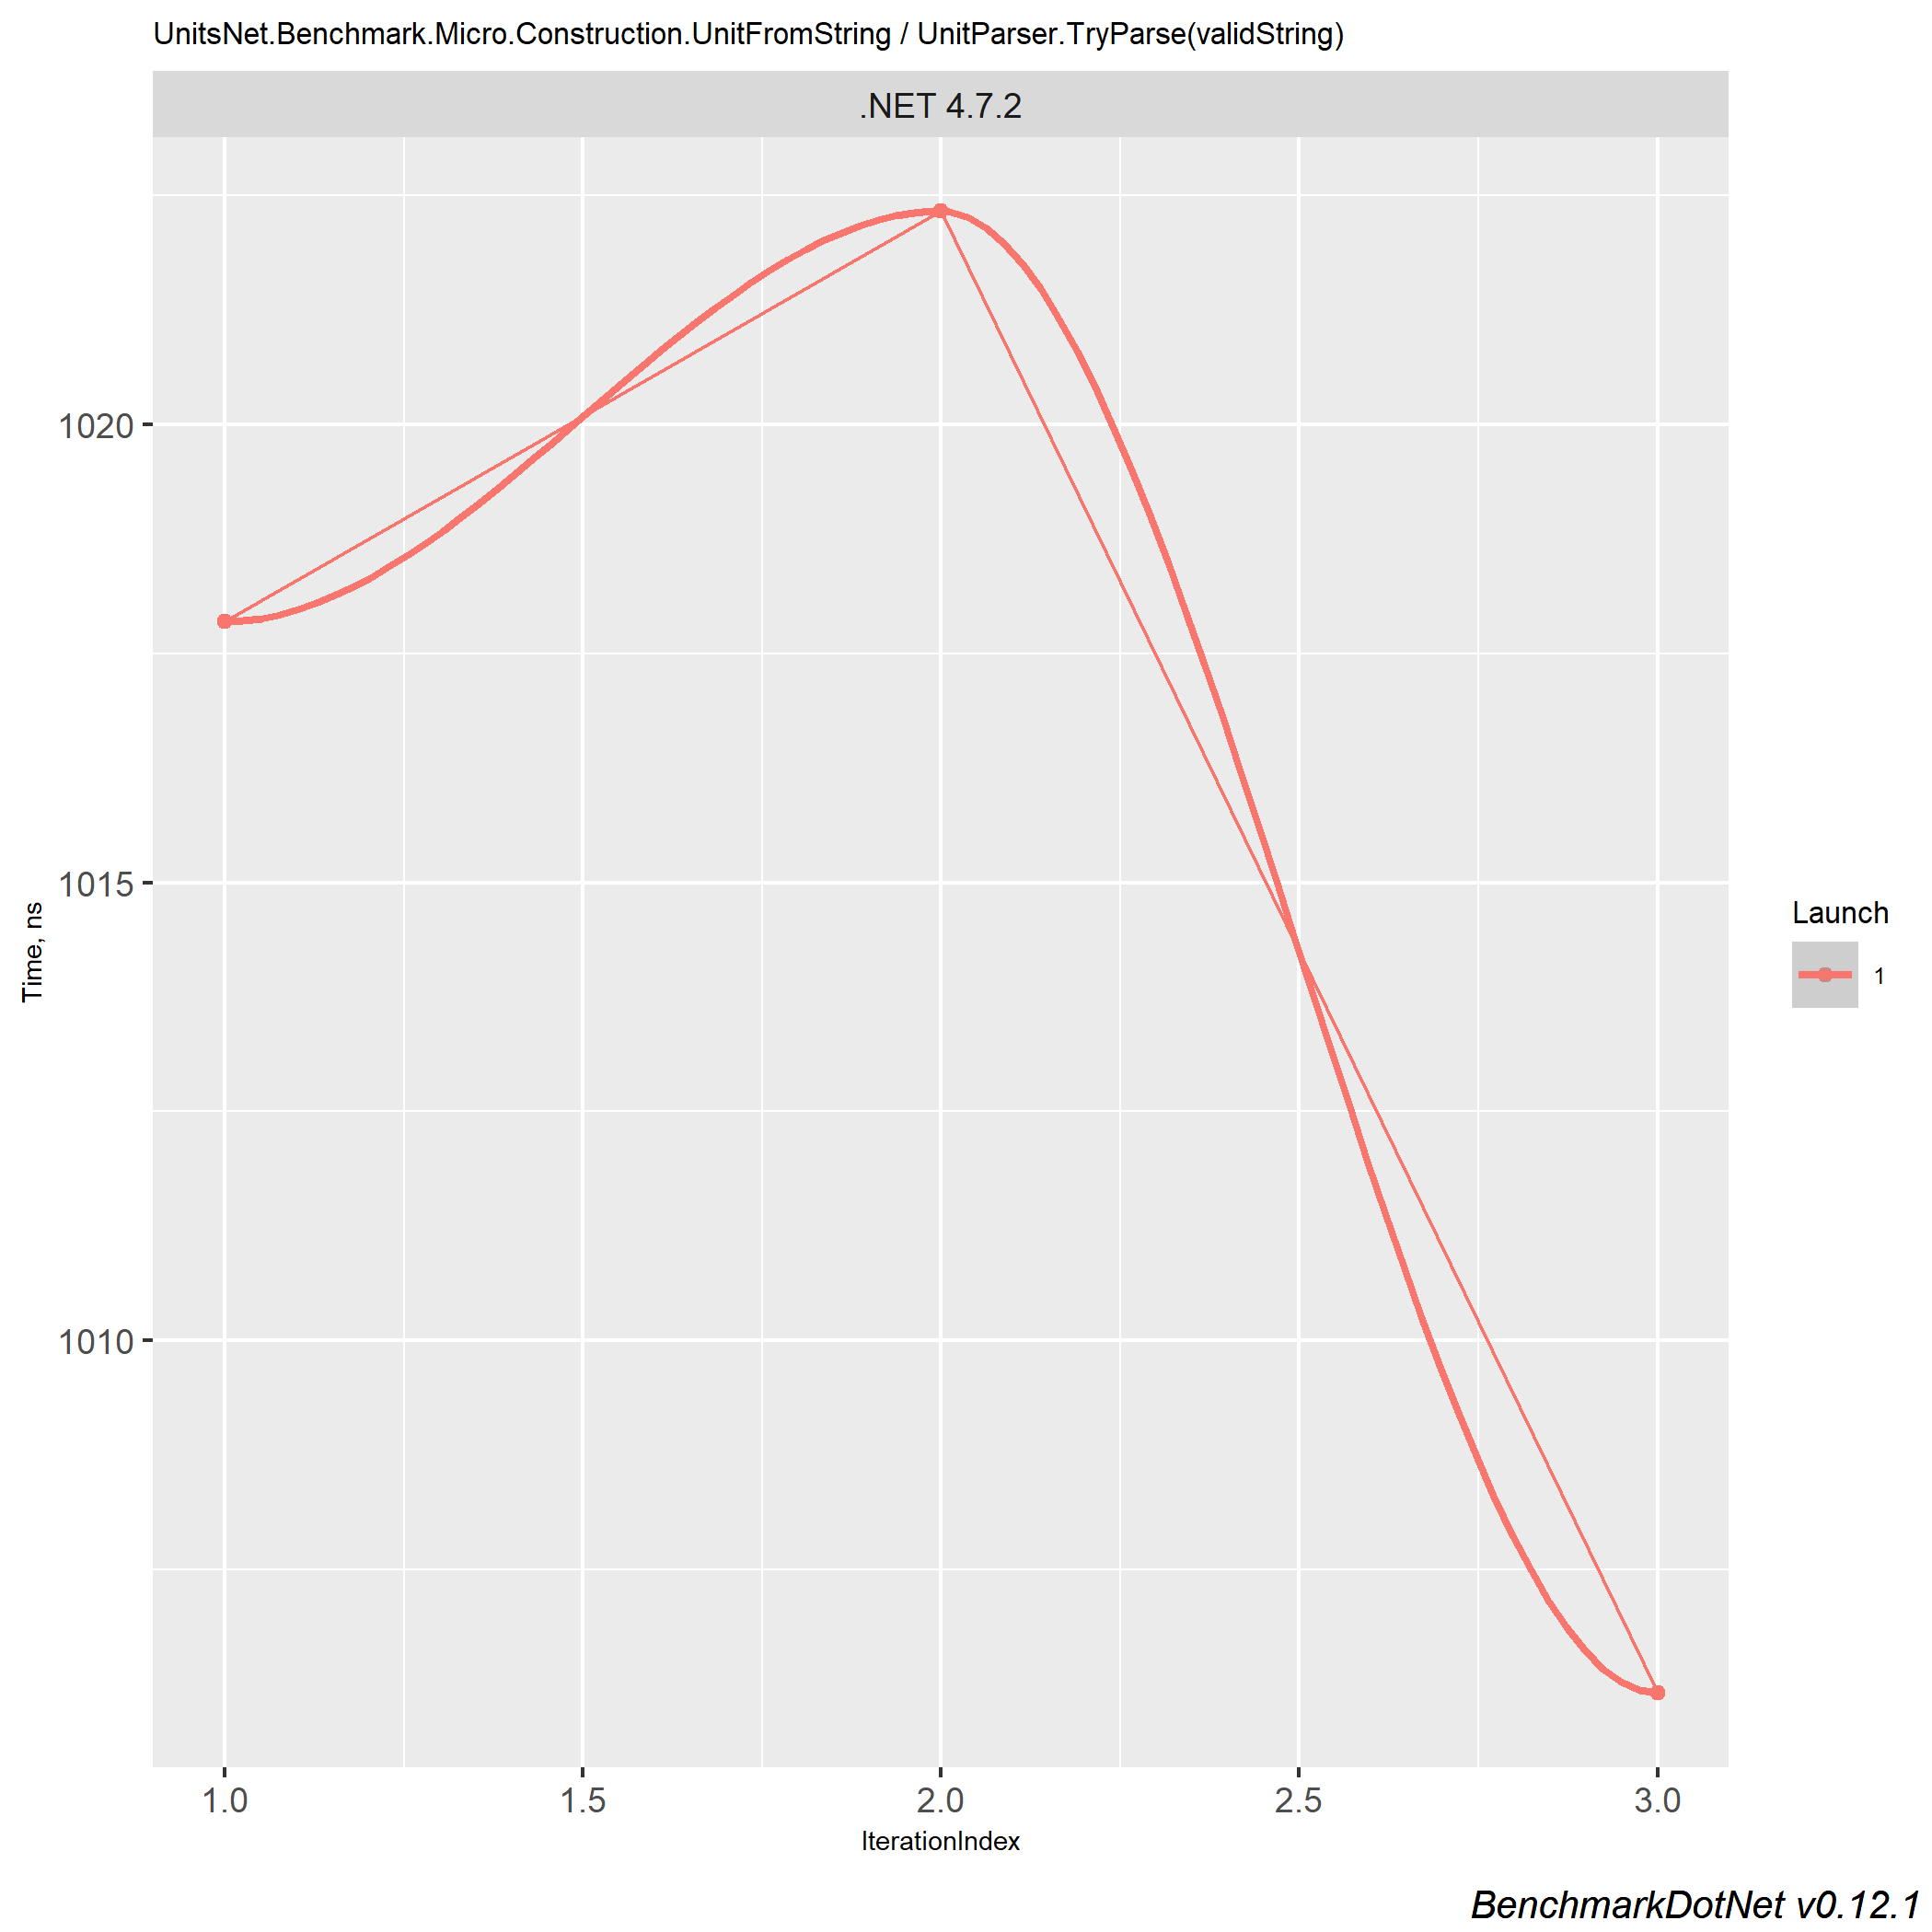 UnitsNet.Benchmark.Micro.Construction.UnitFromString / UnitParser.TryParse(validString)
.NET 4.7.2
1020
1015
1010
Time, ns
1.0 1.5 2.0 2.5 3.0
IterationIndex
Launch
1
BenchmarkDotNet v0.12.1